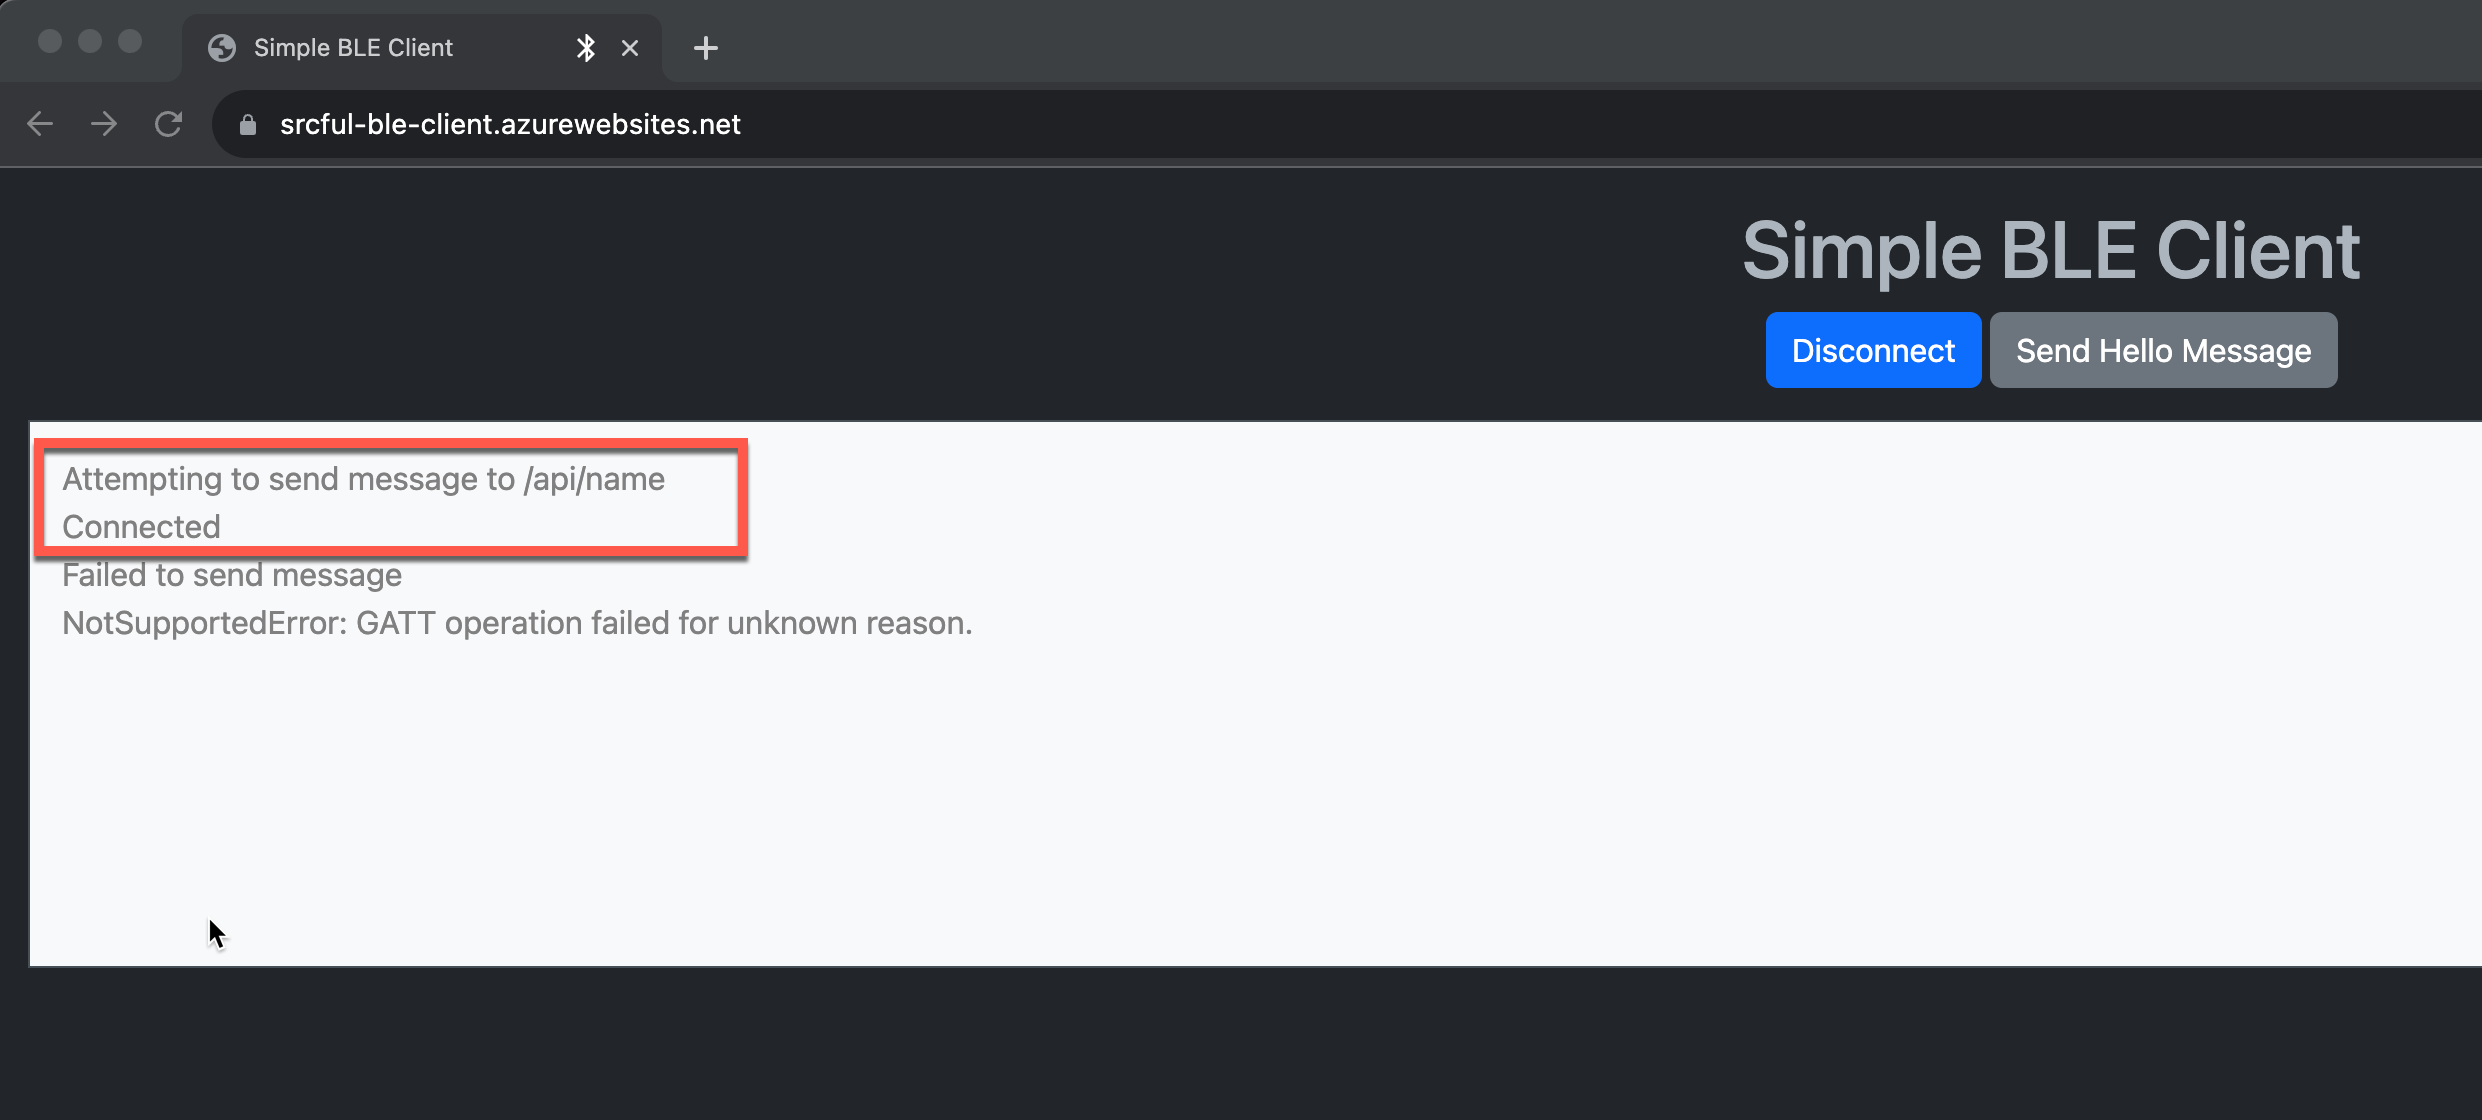 Simple BLE Client
srcful-ble-client.azurewebsites.net
Simple BLE Client
Disconnect Send Hello Message
Attempting to send message to /api/name
Connected
Failed to send message
NotSupportedError: GATT operation failed for unknown reason.